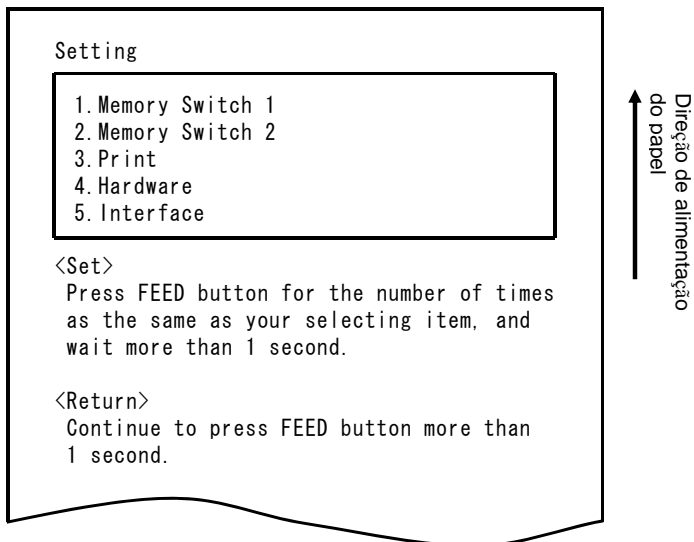 Setting
1.Memory Switch 1
2.Memory Switch 2
3.Print
4.Hardware
5.Interface
<Set>
Press FEED button for the number of times
as the same as your selecting item, and
wait more than 1 second.
<Return>
Continue to press FEED button more than
1 second.
Direção de alimentação
do papel